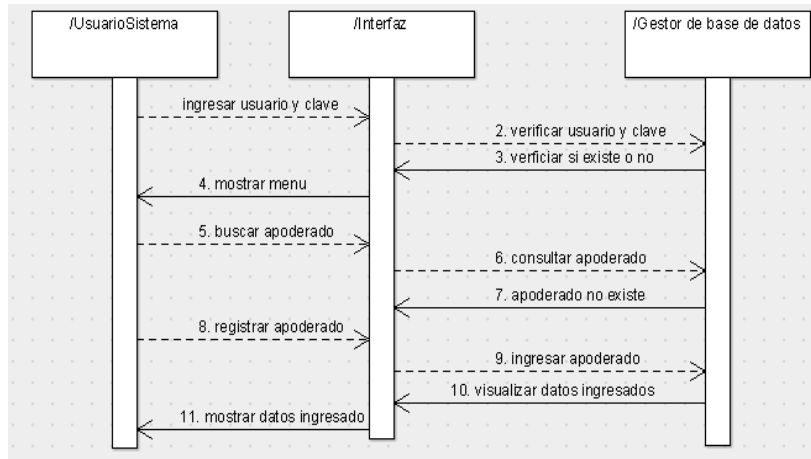 /UsuarioSistema
/Interfaz
/Gestor de base de datos
ingresar usuario y clave
2. verificar usuario y clave
3. verficiar si existe o no
4. mostrar menu
5. buscar apoderado
6. consultar apoderado
7. apoderado no existe
8. registrar apoderado
9. ingresar apoderado
10. visualizar datos ingresados
11. mostrar datos ingresado